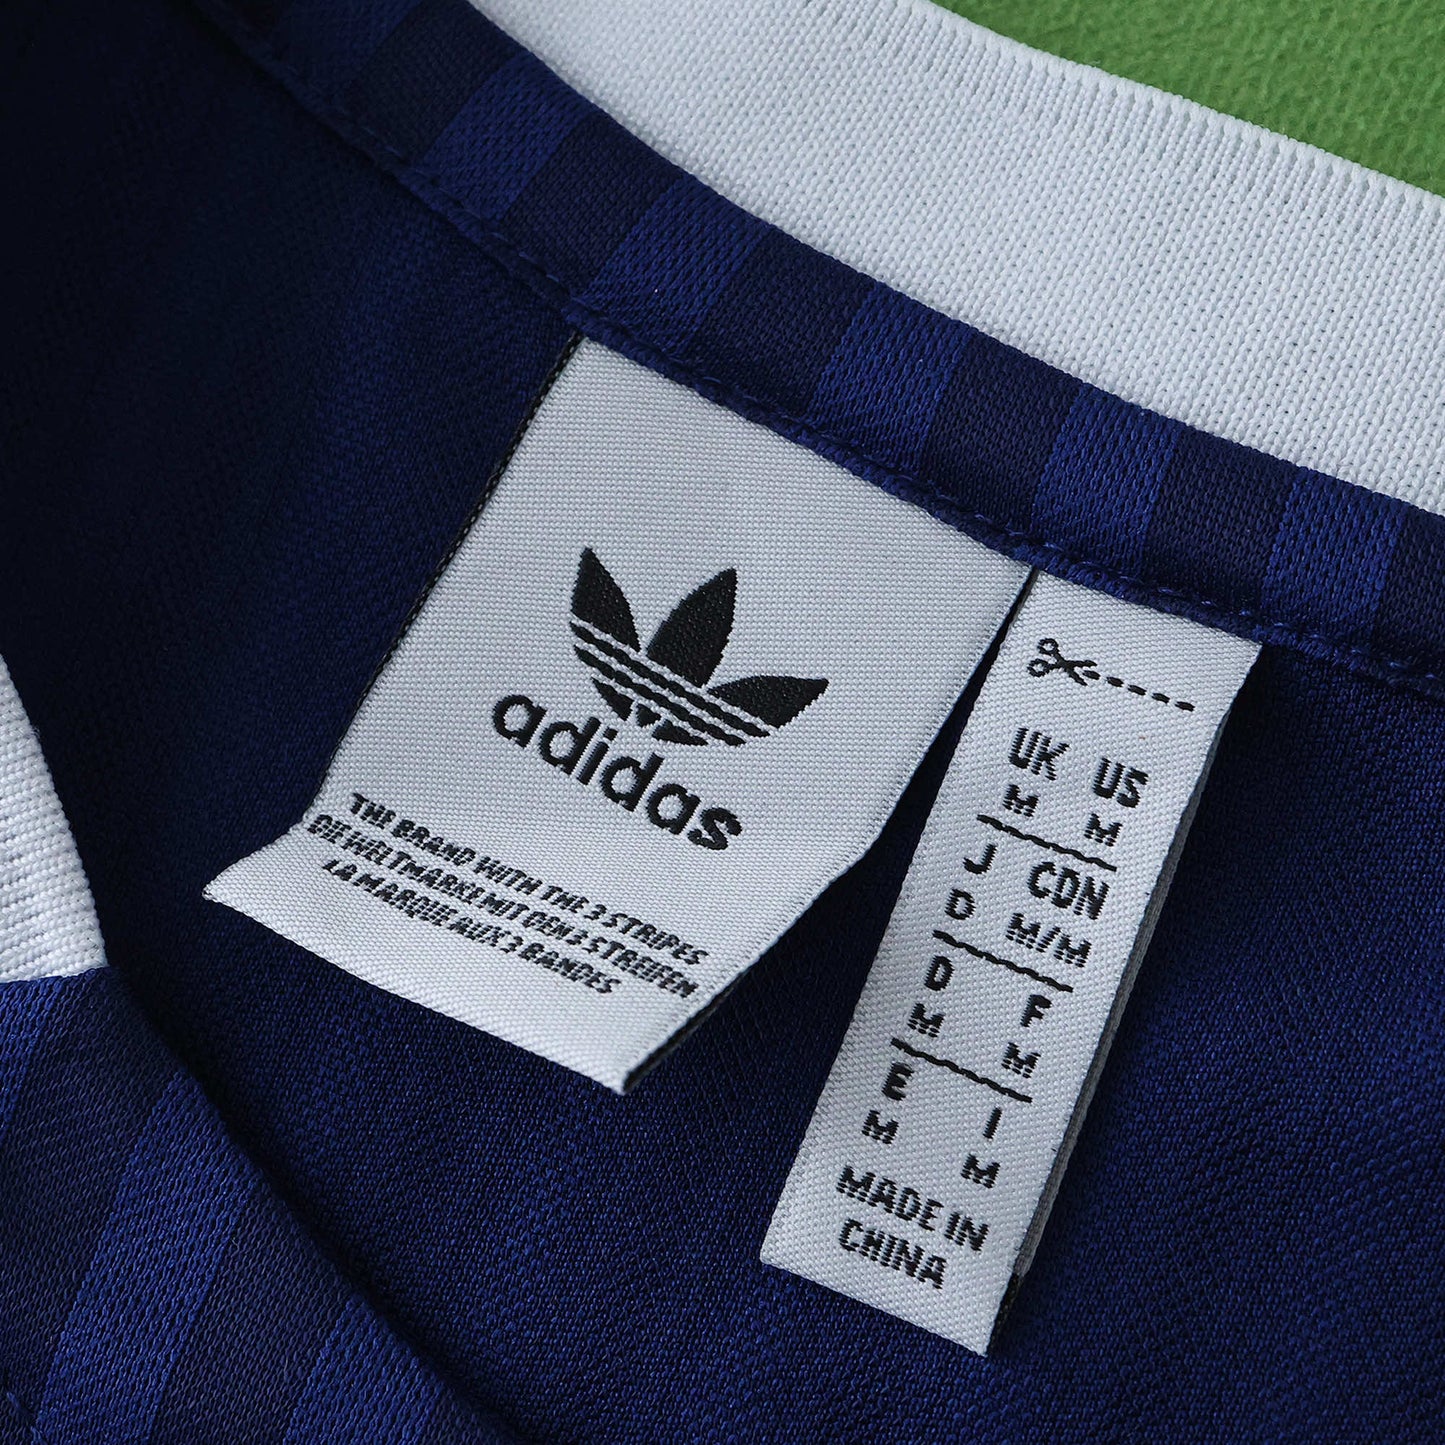 adidas
THE BRAND WITH THE 3 STRIPES
DIE WELTMARKE MIT DEN 3 STREIFEN
LA MARQUE AUX 3 BANDES
UK US
M M
J CDN
D M/M
D F
M M
E I
M M
MADE IN
CHINA